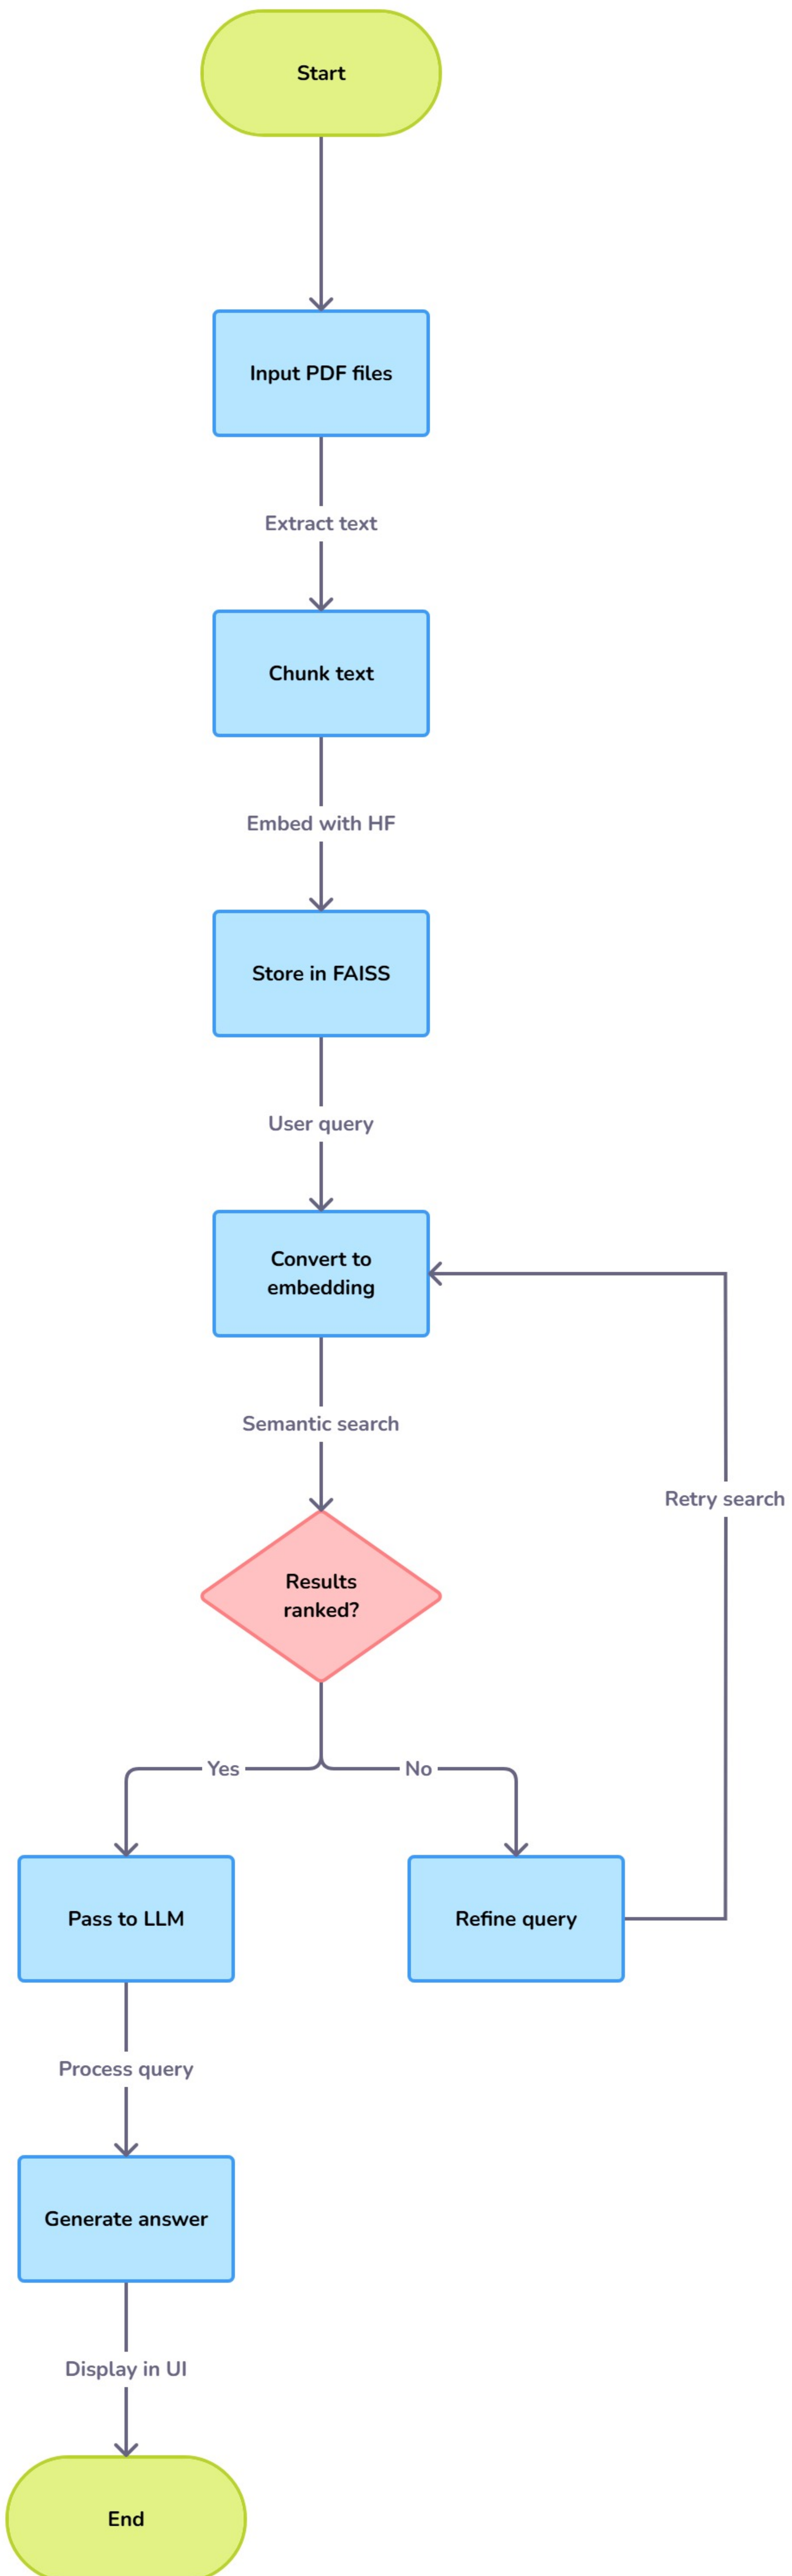 Start
Input PDF files
Extract text
Chunk text
Embed with HF
Store in FAISS
User query
Convert to
embedding
Semantic search
Retry search
Results
ranked?
Yes
No
Pass to LLM
Refine query
Process query
Generate answer
Display in UI
End